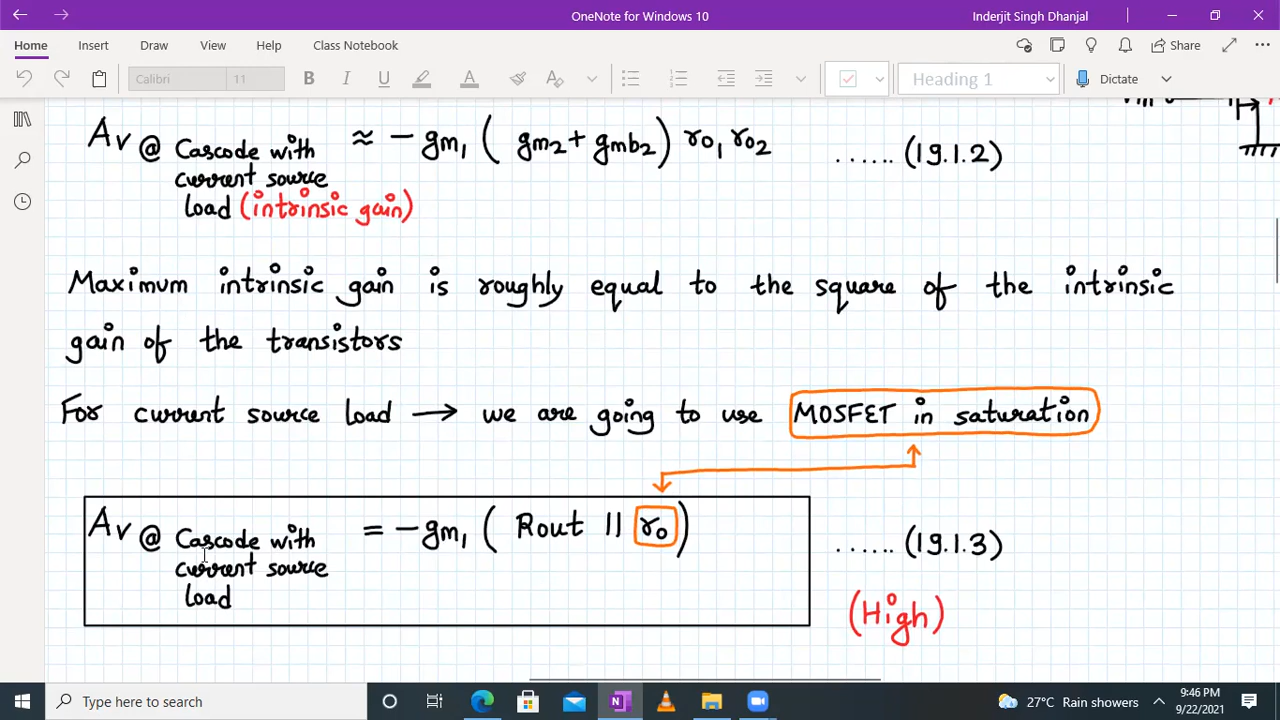 OneNote for Windows 10
Inderjit Singh Dhanjal
Home Insert Draw View Help Class Notebook
Share
Calibri 11 B I U A Heading 1 Dictate
Av @ Cascode with current source load (intrinsic gain) ≈ - gm1 ( gm2 + gmb2 ) ro1 ro2 ...... (19.1.2)
Vin
Maximum intrinsic gain is roughly equal to the square of the intrinsic
gain of the transistors
For current source load → we are going to use MOSFET in saturation
Av @ Cascode with current source load = - gm1 ( Rout || ro ) ...... (19.1.3)
(High)
Type here to search
27°C Rain showers
9:46 PM
9/22/2021